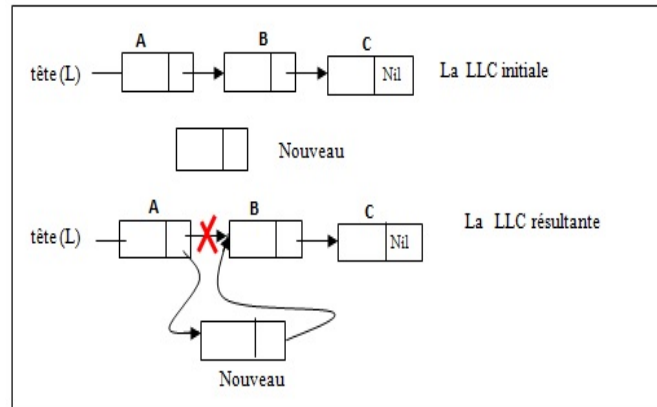 A B C
tête (L) Nil La LLC initiale
Nouveau
A B C
tête (L) Nil La LLC résultante
Nouveau